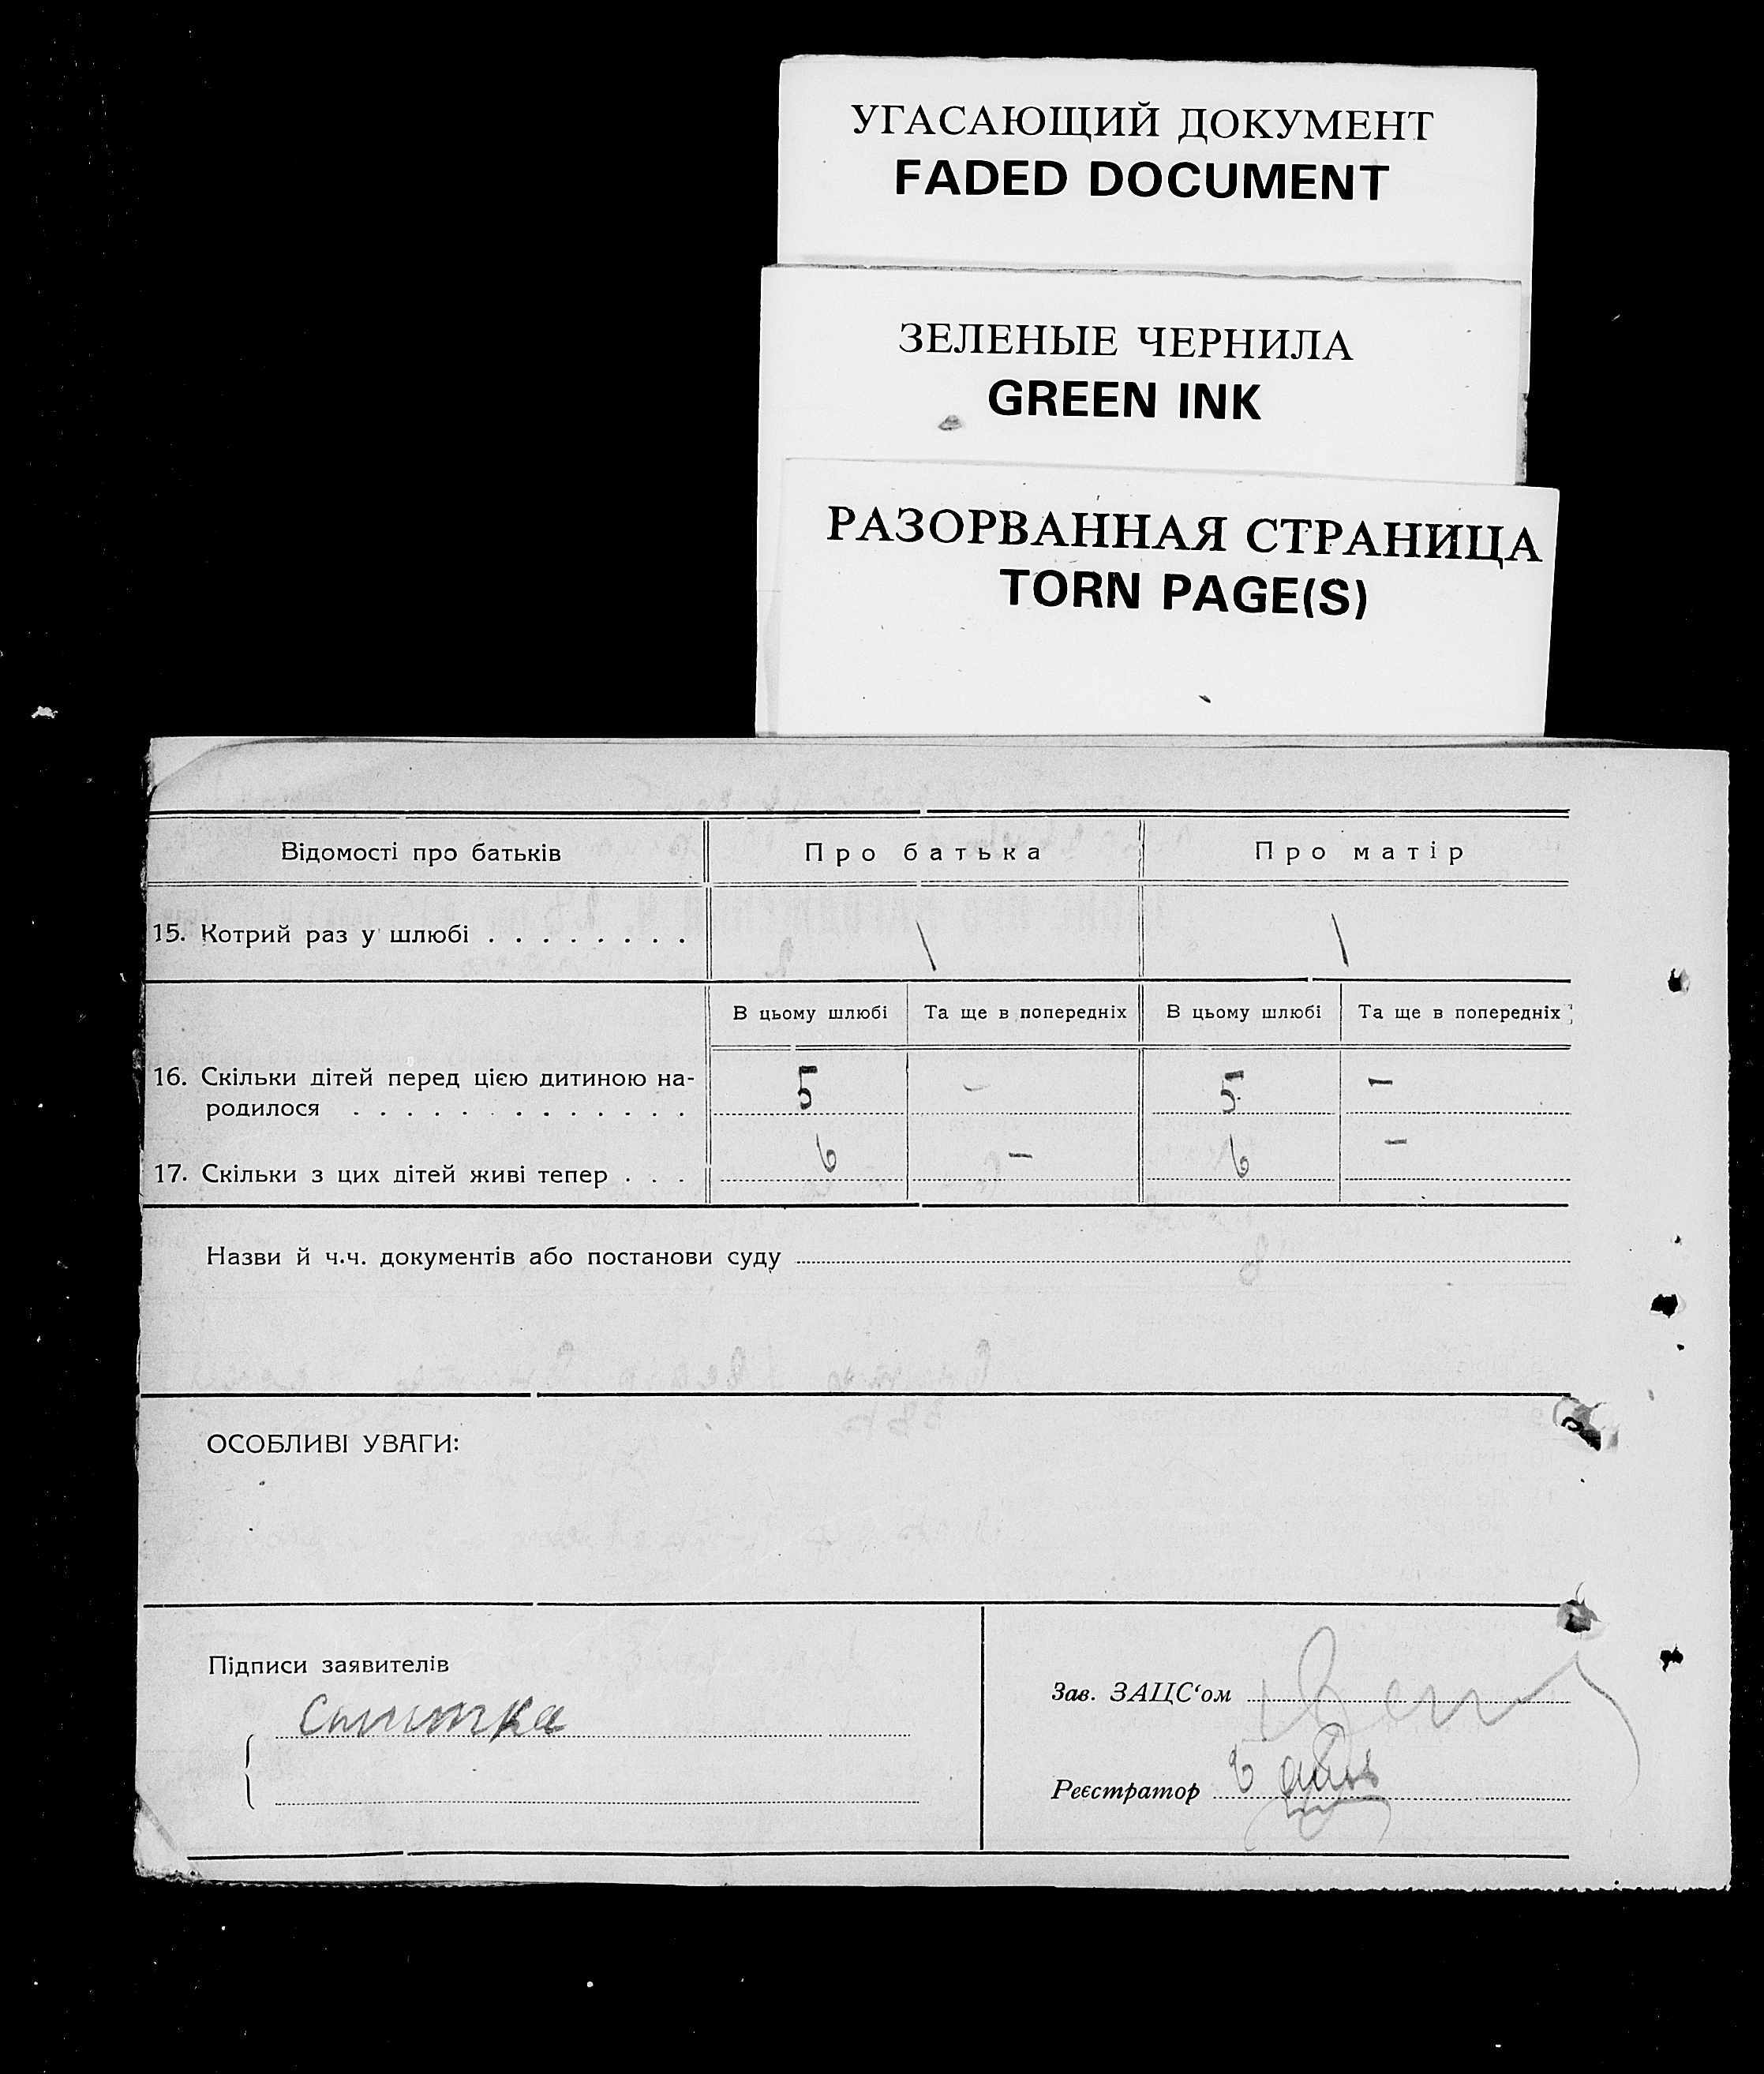 УГАСАЮЩИЙ ДОКУМЕНТ
FADED DOCUMENT
ЗЕЛЕНЫЕ ЧЕРНИЛА
GREEN INK
РАЗОРВАННАЯ СТРАНИЦА
TORN PAGE(S)
Відомості про батьків Про батька Про матір
15. Котрий раз у шлюбі . . . . . . . . 1 1
В цьому шлюбі Та ще в попередніх В цьому шлюбі Та ще в попередніх
16. Скільки дітей перед цією дитиною на-
родилося . . . . . . . . . . . . . 5 – 5 –
17. Скільки з цих дітей живі тепер . . . 6 – 6 –
Назви й ч.ч. документів або постанови суду
ОСОБЛИВІ УВАГИ:
Підписи заявителів
Зав. ЗАЦС‘ом
Реєстратор